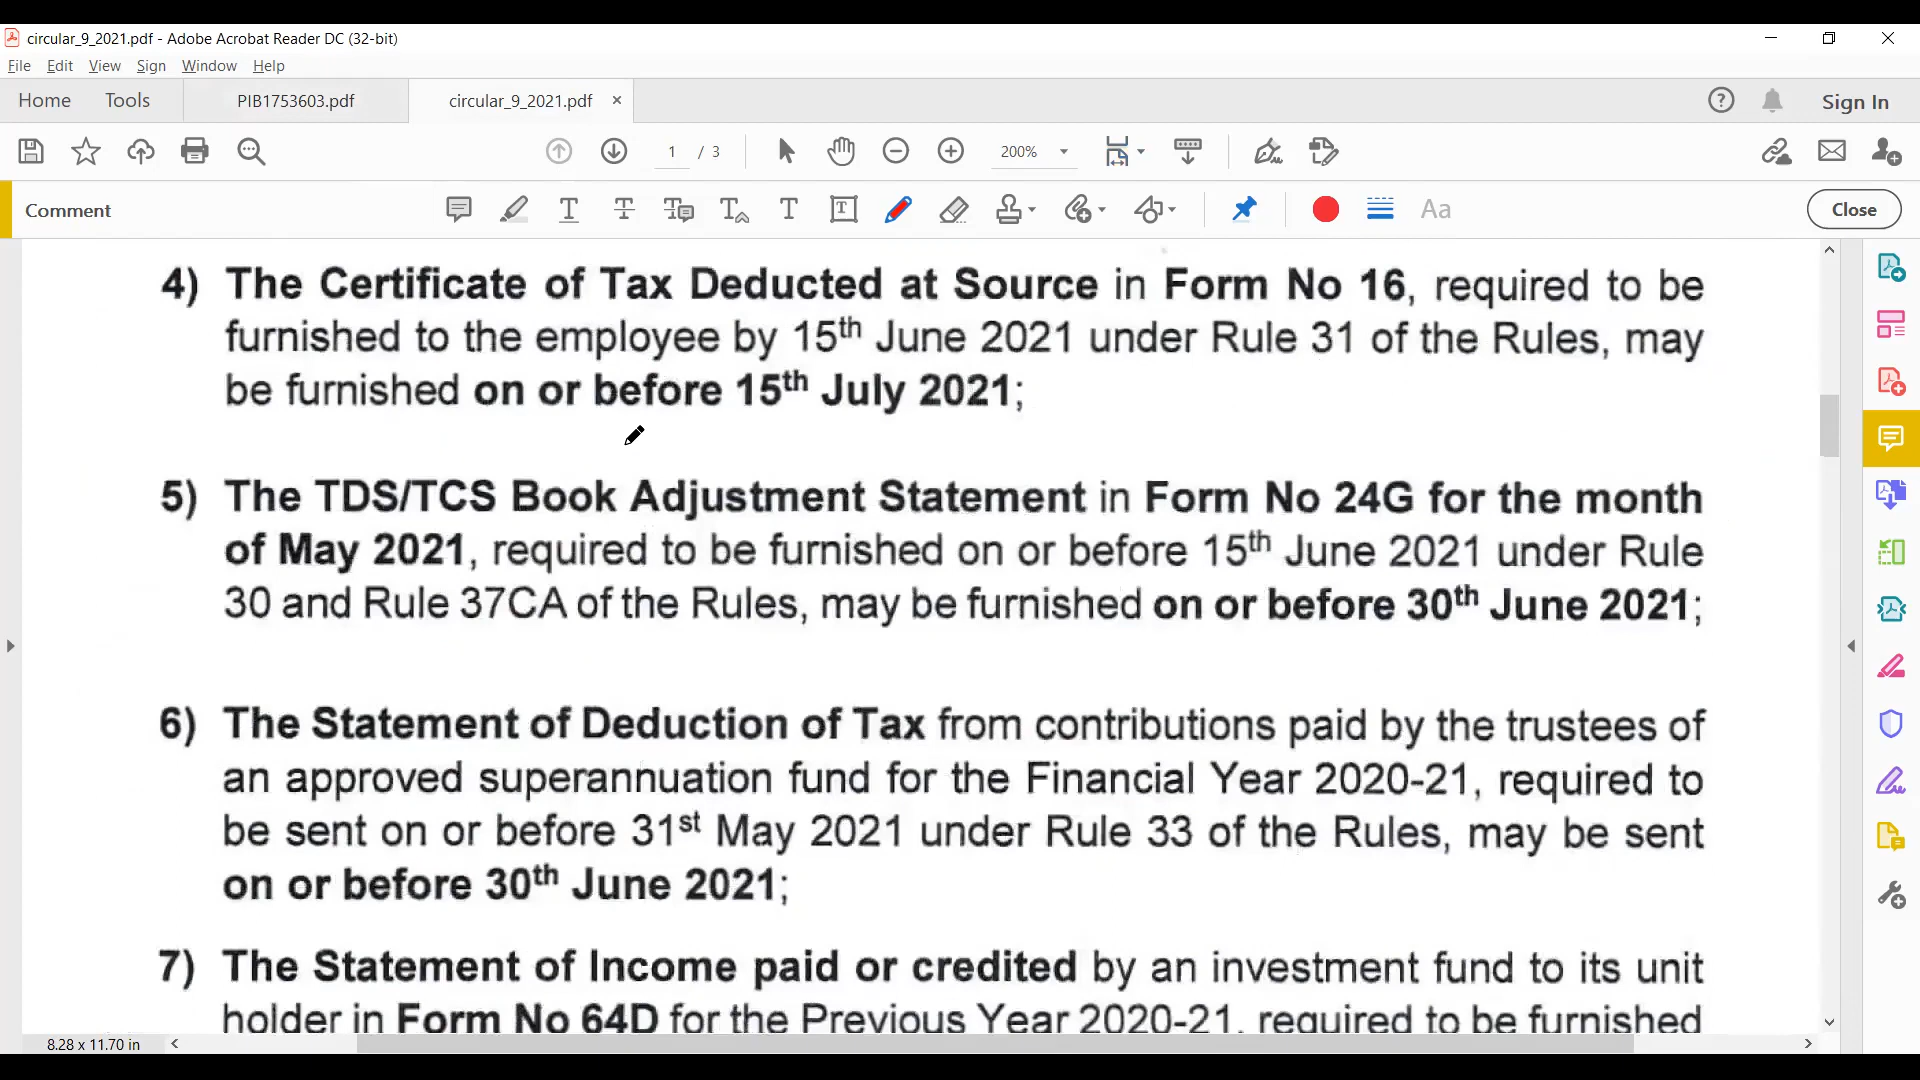 circular_9_2021.pdf - Adobe Acrobat Reader DC (32-bit)
File Edit View Sign Window Help
Home Tools PIB1753603.pdf circular_9_2021.pdf × Sign In
1 / 3 200%
Comment Aa Close
4) The Certificate of Tax Deducted at Source in Form No 16, required to be
furnished to the employee by 15th June 2021 under Rule 31 of the Rules, may
be furnished on or before 15th July 2021;
5) The TDS/TCS Book Adjustment Statement in Form No 24G for the month
of May 2021, required to be furnished on or before 15th June 2021 under Rule
30 and Rule 37CA of the Rules, may be furnished on or before 30th June 2021;
6) The Statement of Deduction of Tax from contributions paid by the trustees of
an approved superannuation fund for the Financial Year 2020-21, required to
be sent on or before 31st May 2021 under Rule 33 of the Rules, may be sent
on or before 30th June 2021;
7) The Statement of Income paid or credited by an investment fund to its unit
holder in Form No 64D for the Previous Year 2020-21, required to be furnished
8.28 x 11.70 in